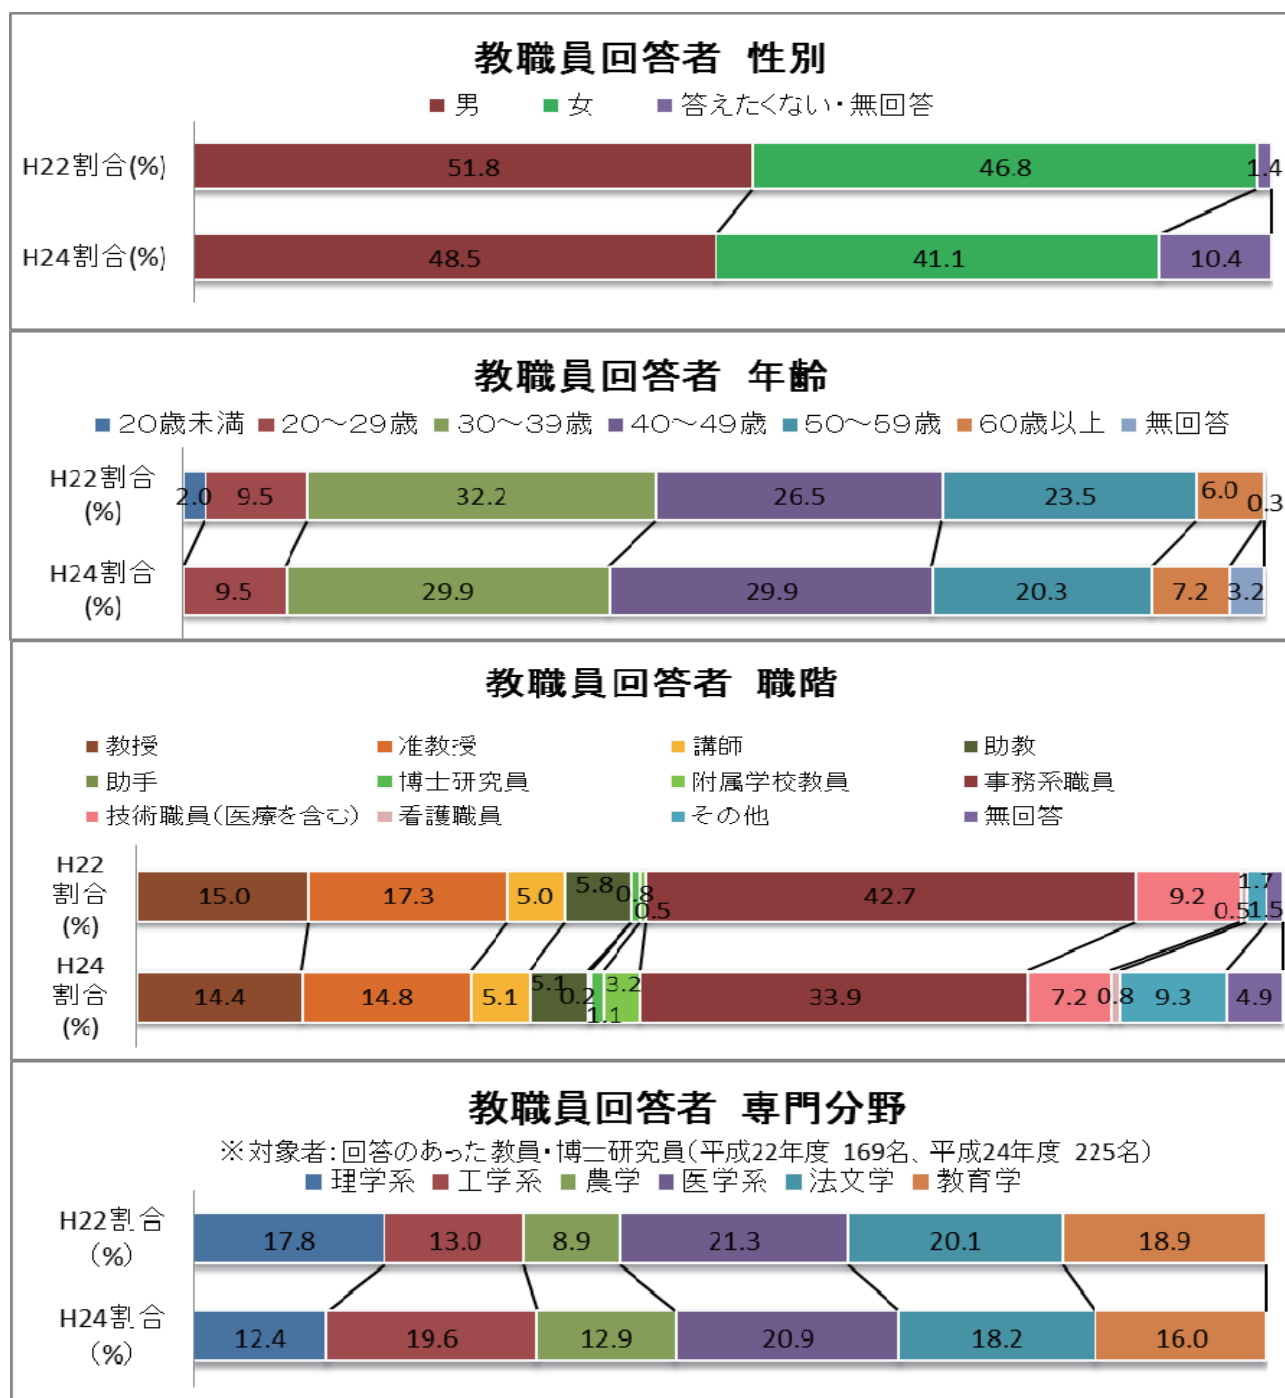 教職員回答者 性別
男 女 答えたくない・無回答
H22割合(%) 51.8 46.8 1.4
H24割合(%) 48.5 41.1 10.4
教職員回答者 年齢
20歳未満 20～29歳 30～39歳 40～49歳 50～59歳 60歳以上 無回答
H22割合
(%)
2.0 9.5 32.2 26.5 23.5 6.0 0.3
H24割合
(%)
9.5 29.9 29.9 20.3 7.2 3.2
教職員回答者 職階
教授 准教授 講師 助教
助手 博士研究員 附属学校教員 事務系職員
技術職員(医療を含む) 看護職員 その他 無回答
H22
割合
(%)
15.0 17.3 5.0 5.8 0.8 0.5 42.7 9.2 0.5 1.7 1.5
H24
割合
(%)
14.4 14.8 5.1 5.1 0.2 1.1 3.2 33.9 7.2 0.8 9.3 4.9
教職員回答者 専門分野
※対象者:回答のあった教員・博士研究員(平成22年度 169名、平成24年度 225名)
理学系 工学系 農学 医学系 法文学 教育学
H22割合
(%)
17.8 13.0 8.9 21.3 20.1 18.9
H24割合
(%)
12.4 19.6 12.9 20.9 18.2 16.0